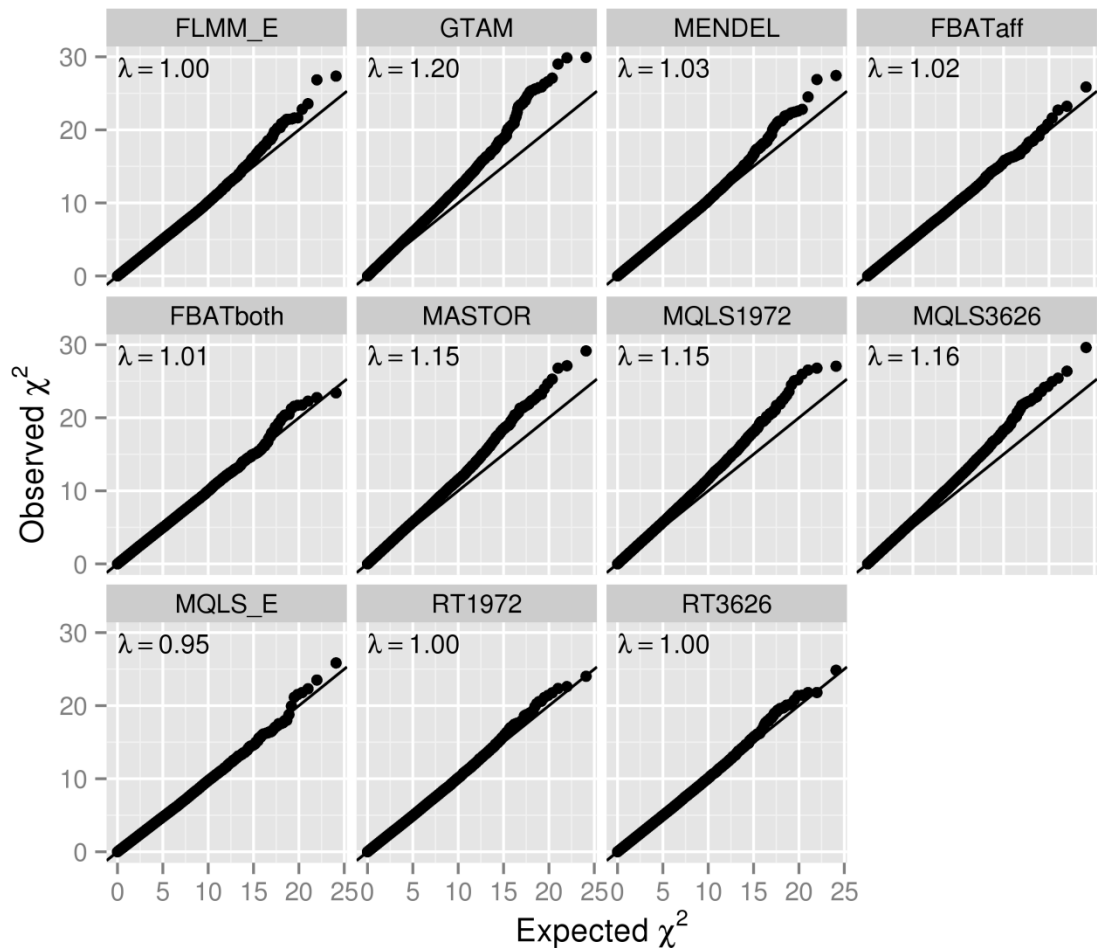 FLMM_E GTAM MENDEL FBATaff
30 λ = 1.00 λ = 1.20 λ = 1.03 λ = 1.02
20
10
0
FBATboth MASTOR MQLS1972 MQLS3626
30 λ = 1.01 λ = 1.15 λ = 1.15 λ = 1.16
20
10
0
Observed χ²
MQLS_E RT1972 RT3626
30 λ = 0.95 λ = 1.00 λ = 1.00
20
10
0
0 5 10 15 20 25 0 5 10 15 20 25 0 5 10 15 20 25
Expected χ²